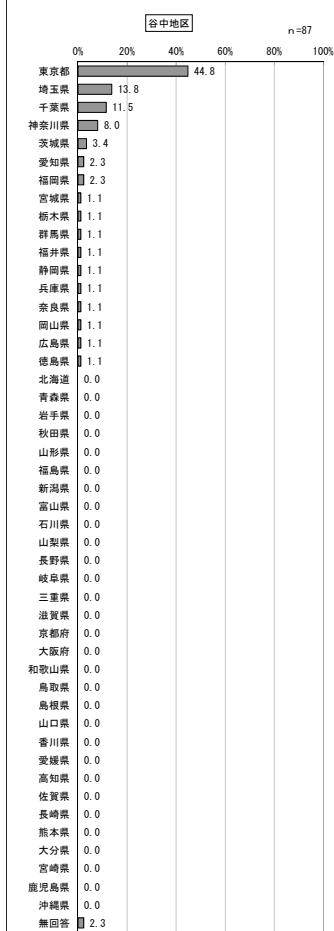 谷中地区
n=87
0% 20% 40% 60% 80% 100%
東京都 44.8
埼玉県 13.8
千葉県 11.5
神奈川県 8.0
茨城県 3.4
愛知県 2.3
福岡県 2.3
宮城県 1.1
栃木県 1.1
群馬県 1.1
福井県 1.1
静岡県 1.1
兵庫県 1.1
奈良県 1.1
岡山県 1.1
広島県 1.1
徳島県 1.1
北海道 0.0
青森県 0.0
岩手県 0.0
秋田県 0.0
山形県 0.0
福島県 0.0
新潟県 0.0
富山県 0.0
石川県 0.0
山梨県 0.0
長野県 0.0
岐阜県 0.0
三重県 0.0
滋賀県 0.0
京都府 0.0
大阪府 0.0
和歌山県 0.0
鳥取県 0.0
島根県 0.0
山口県 0.0
香川県 0.0
愛媛県 0.0
高知県 0.0
佐賀県 0.0
長崎県 0.0
熊本県 0.0
大分県 0.0
宮崎県 0.0
鹿児島県 0.0
沖縄県 0.0
無回答 2.3